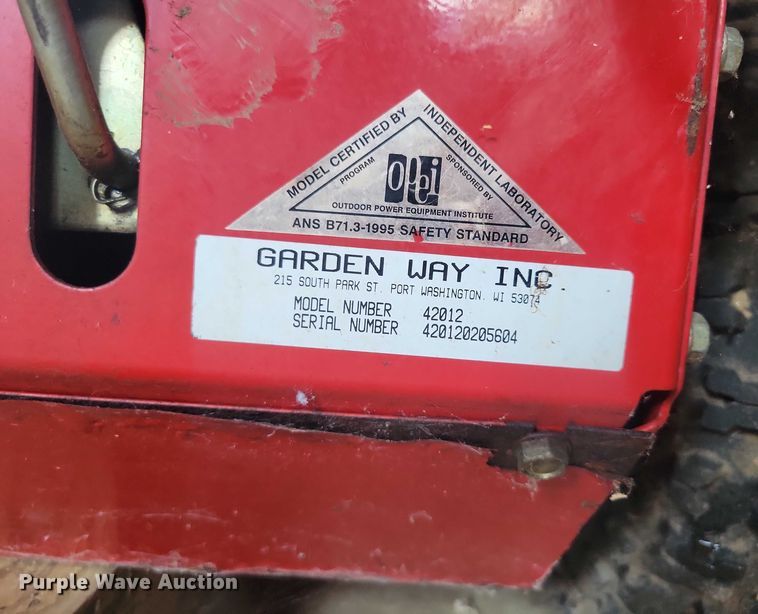 MODEL CERTIFIED BY INDEPENDENT LABORATORY
PROGRAM SPONSORED BY
opei
OUTDOOR POWER EQUIPMENT INSTITUTE
ANS B71.3-1995 SAFETY STANDARD
GARDEN WAY INC
215 SOUTH PARK ST. PORT WASHINGTON. WI 53074
MODEL NUMBER 42012
SERIAL NUMBER 420120205604
Purple Wave Auction